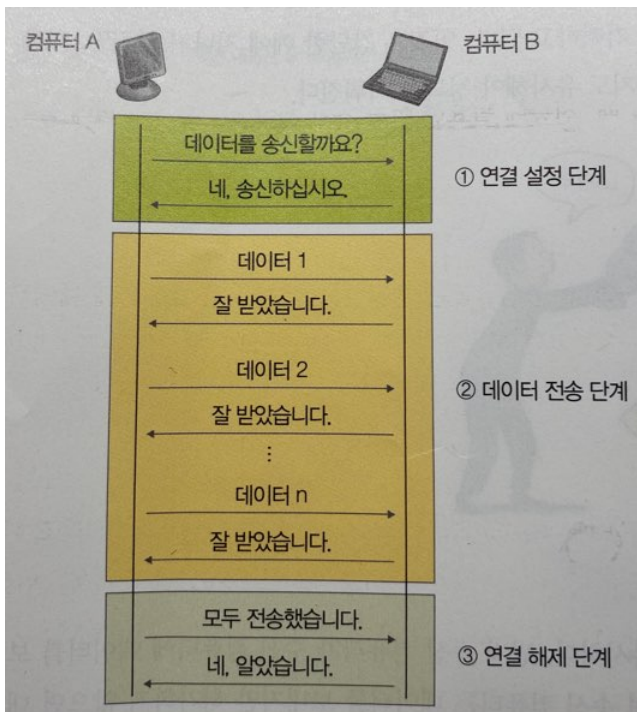 컴퓨터 A
컴퓨터 B
데이터를 송신할까요?
네, 송신하십시오.
① 연결 설정 단계
데이터 1
잘 받았습니다.
데이터 2
잘 받았습니다.
⋮
데이터 n
잘 받았습니다.
② 데이터 전송 단계
모두 전송했습니다.
네, 알았습니다.
③ 연결 해제 단계